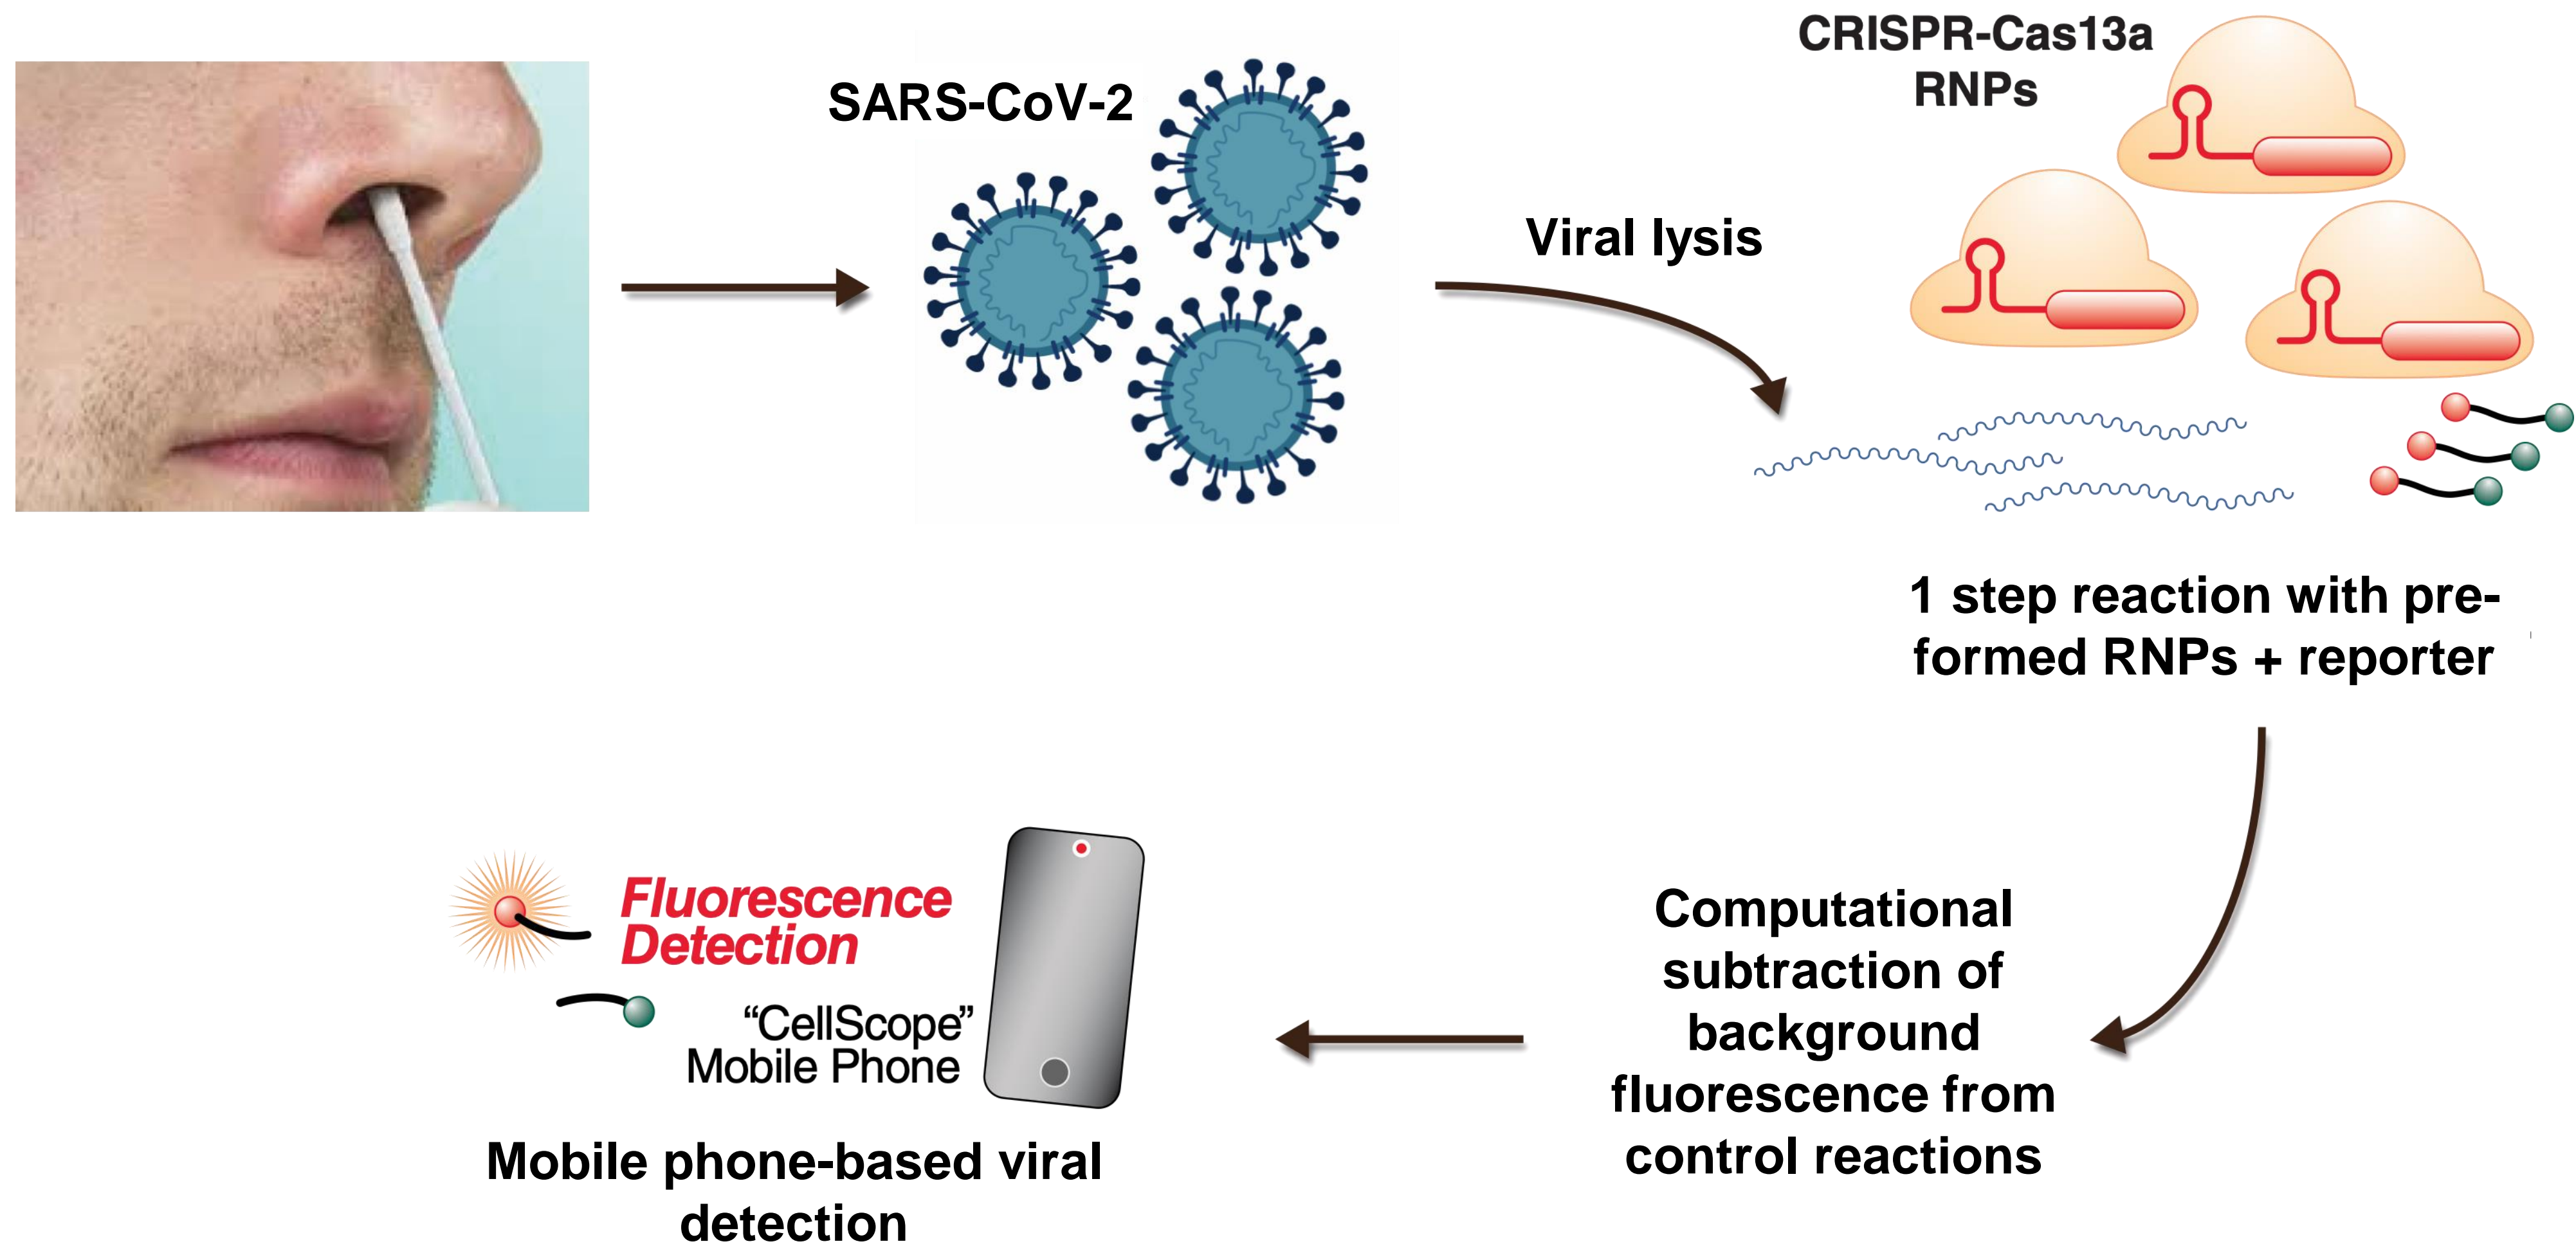 SARS-CoV-2
Viral lysis
CRISPR-Cas13a
RNPs
1 step reaction with pre-
formed RNPs + reporter
Computational
subtraction of
background
fluorescence from
control reactions
Fluorescence
Detection
“CellScope”
Mobile Phone
Mobile phone-based viral
detection